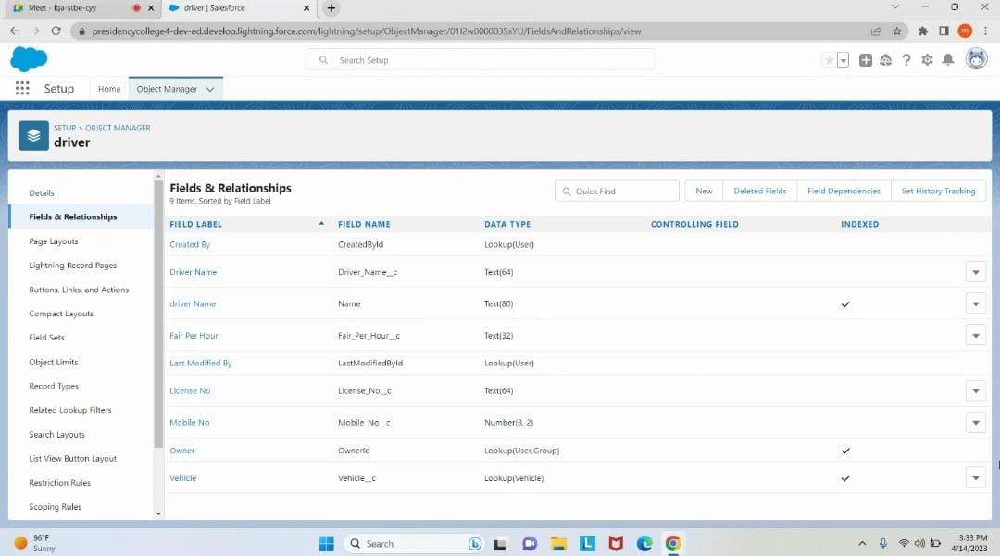 Meet - iqa-stbe-cyy
driver | Salesforce
presidencycollege4-dev-ed.develop.lightning.force.com/lightning/setup/ObjectManager/01I2w0000035xYU/FieldsAndRelationships/view
m
Search Setup
Setup Home Object Manager
SETUP > OBJECT MANAGER
driver
Details
Fields & Relationships
Page Layouts
Lightning Record Pages
Buttons, Links, and Actions
Compact Layouts
Field Sets
Object Limits
Record Types
Related Lookup Filters
Search Layouts
List View Button Layout
Restriction Rules
Scoping Rules
Fields & Relationships
9 Items, Sorted by Field Label
Quick Find New Deleted Fields Field Dependencies Set History Tracking
FIELD LABEL FIELD NAME DATA TYPE CONTROLLING FIELD INDEXED
Created By CreatedById Lookup(User)
Driver Name Driver_Name__c Text(64)
driver Name Name Text(80)
Fair Per Hour Fair_Per_Hour__c Text(32)
Last Modified By LastModifiedById Lookup(User)
License No License_No__c Text(64)
Mobile No Mobile_No__c Number(8, 2)
Owner OwnerId Lookup(User,Group)
Vehicle Vehicle__c Lookup(Vehicle)
96°F
Sunny
Search
L
3:33 PM
4/14/2023